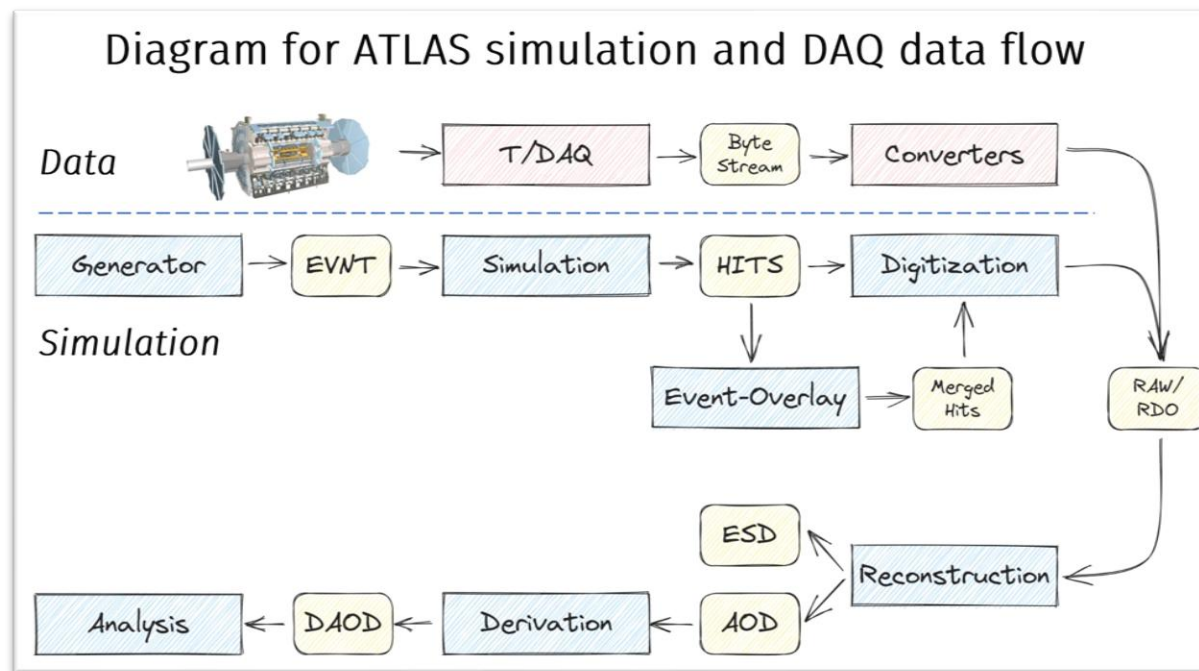 Diagram for ATLAS simulation and DAQ data flow
Data
T/DAQ
Byte
Stream
Converters
Generator
EVNT
Simulation
HITS
Digitization
Simulation
Event-Overlay
Merged
Hits
RAW/
RDO
ESD
Reconstruction
Analysis
DAOD
Derivation
AOD